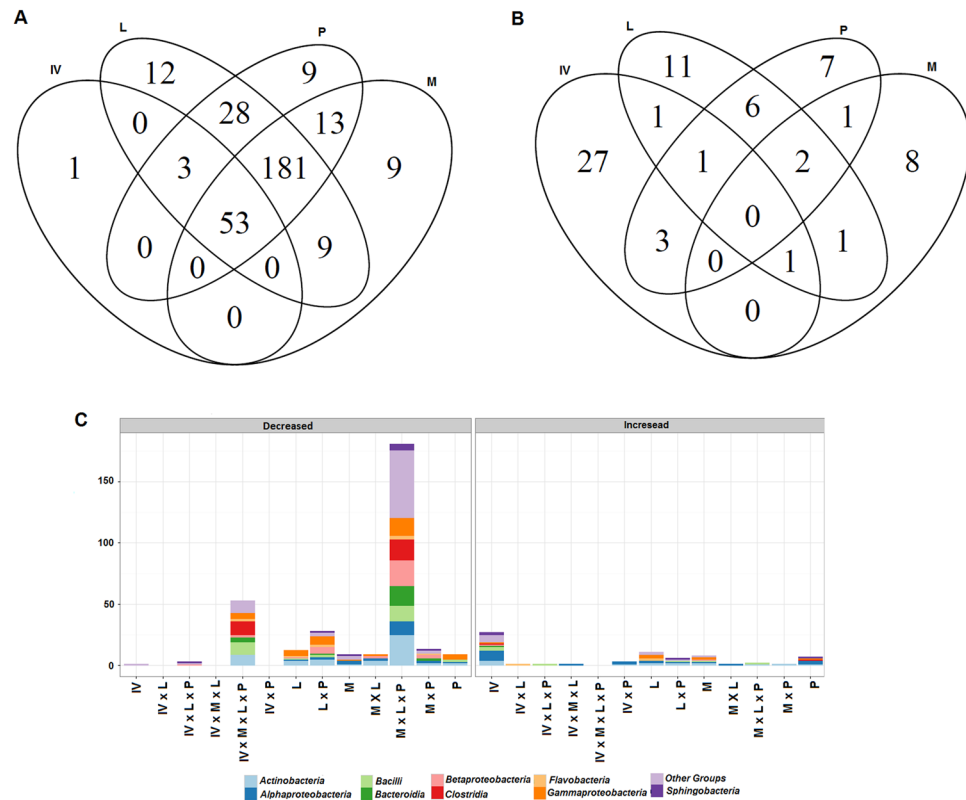 A
IV
L
P
M
12
9
0
28
13
1
3
181
9
53
0
9
0
0
0
B
IV
L
P
M
11
7
1
6
1
27
1
2
8
0
3
1
0
1
0
C
Decreased
Incresead
150
100
50
0
IV
IV x L
IV x L x P
IV x M x L
IV x M x L x P
IV x P
L
L x P
M
M X L
M x L x P
M x P
P
IV
IV x L
IV x L x P
IV x M x L
IV x M x L x P
IV x P
L
L x P
M
M X L
M x L x P
M x P
P
Actinobacteria
Bacilli
Betaproteobacteria
Flavobacteria
Other Groups
Alphaproteobacteria
Bacteroidia
Clostridia
Gammaproteobacteria
Sphingobacteria